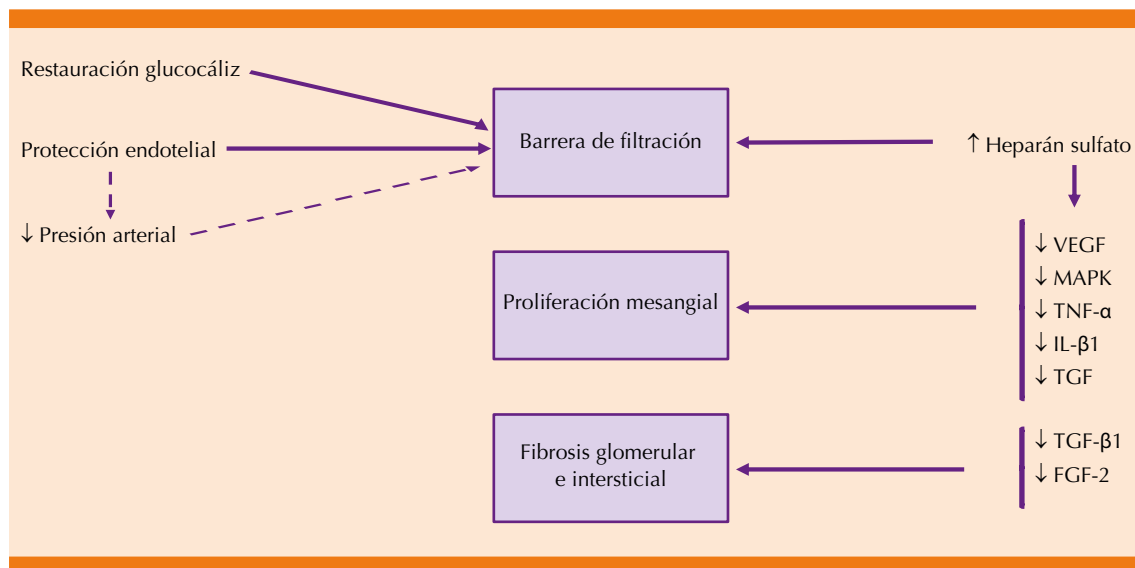 Restauración glucocáliz
Protección endotelial
↓ Presión arterial
Barrera de filtración
Proliferación mesangial
Fibrosis glomerular
e intersticial
↑ Heparán sulfato
↓ VEGF
↓ MAPK
↓ TNF-α
↓ IL-β1
↓ TGF
↓ TGF-β1
↓ FGF-2